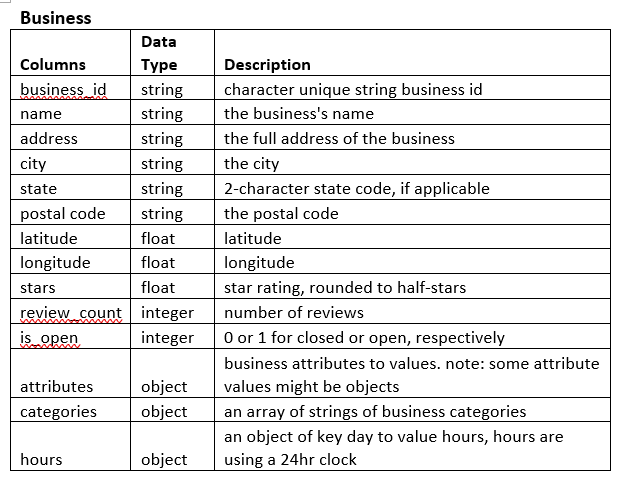 Business
Columns Data Type Description
business_id string character unique string business id
name string the business's name
address string the full address of the business
city string the city
state string 2-character state code, if applicable
postal code string the postal code
latitude float latitude
longitude float longitude
stars float star rating, rounded to half-stars
review_count integer number of reviews
is_open integer 0 or 1 for closed or open, respectively
attributes object business attributes to values. note: some attribute
values might be objects
categories object an array of strings of business categories
hours object an object of key day to value hours, hours are
using a 24hr clock